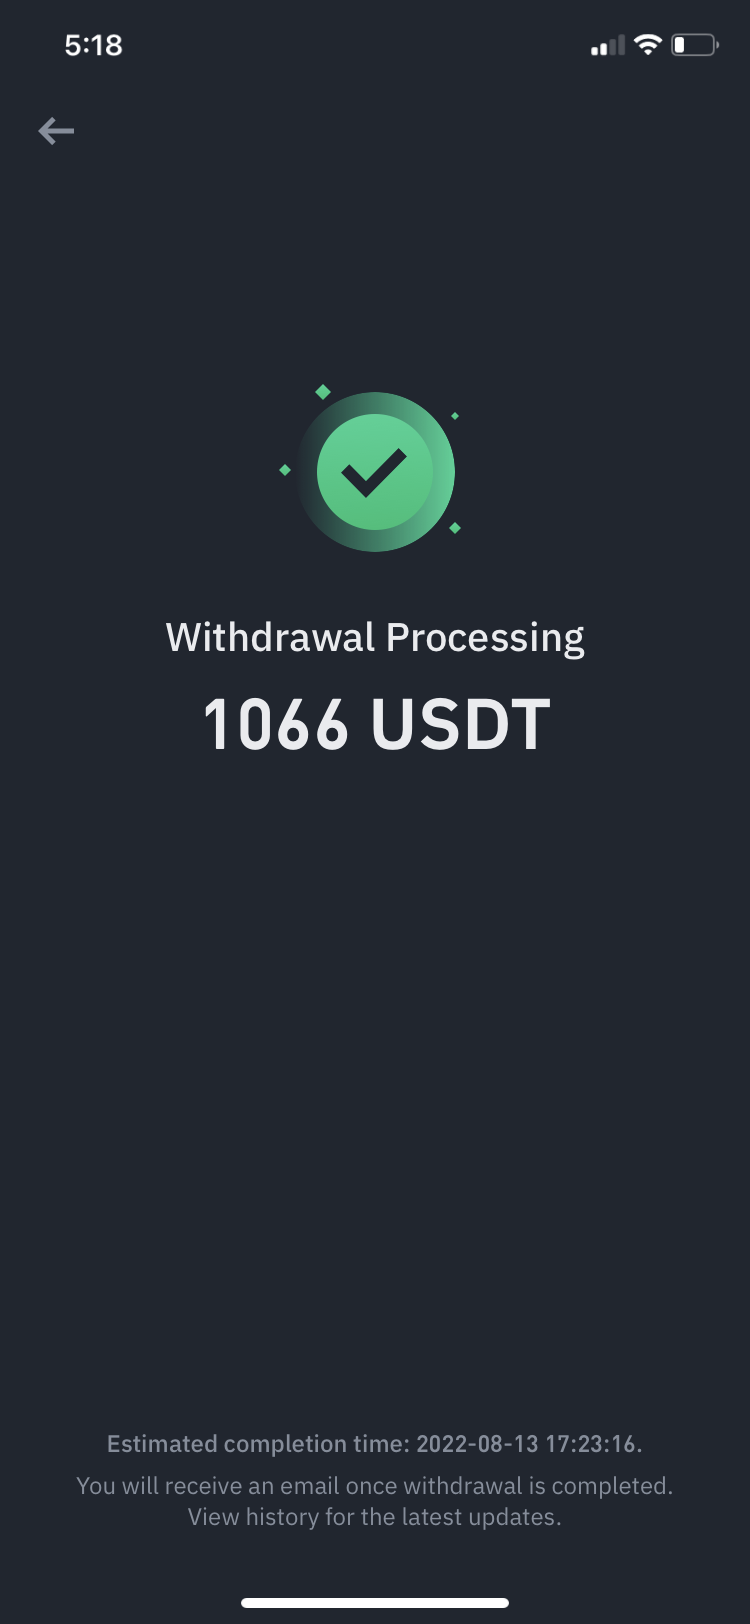 5:18
Withdrawal Processing
1066 USDT
Estimated completion time: 2022-08-13 17:23:16.
You will receive an email once withdrawal is completed.
View history for the latest updates.